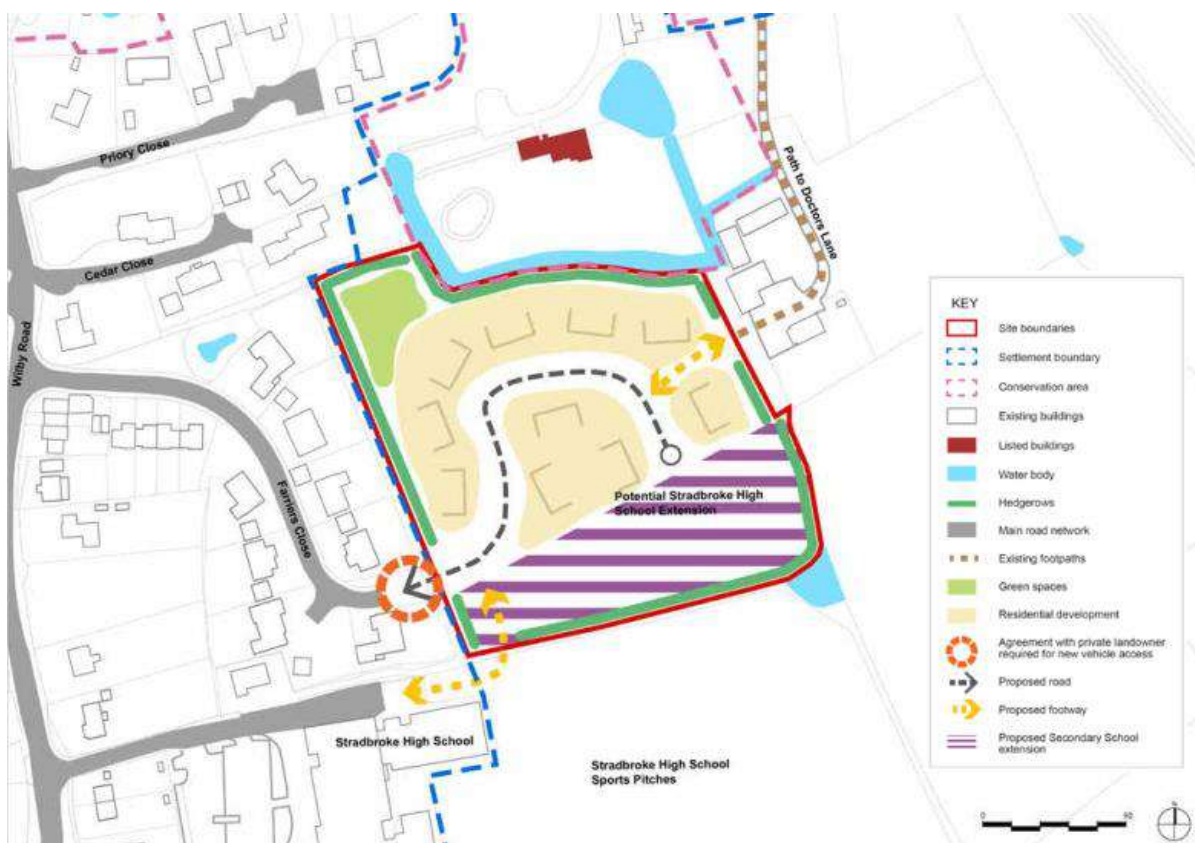 Priory Close
Path to Doctors Lane
Cedar Close
Wilby Road
Farriers Close
Potential Stradbroke High
School Extension
Stradbroke High School
Stradbroke High School
Sports Pitches
KEY
Site boundaries
Settlement boundary
Conservation area
Existing buildings
Listed buildings
Water body
Hedgerows
Main road network
Existing footpaths
Green spaces
Residential development
Agreement with private landowner
required for new vehicle access
Proposed road
Proposed footway
Proposed Secondary School
extension
0